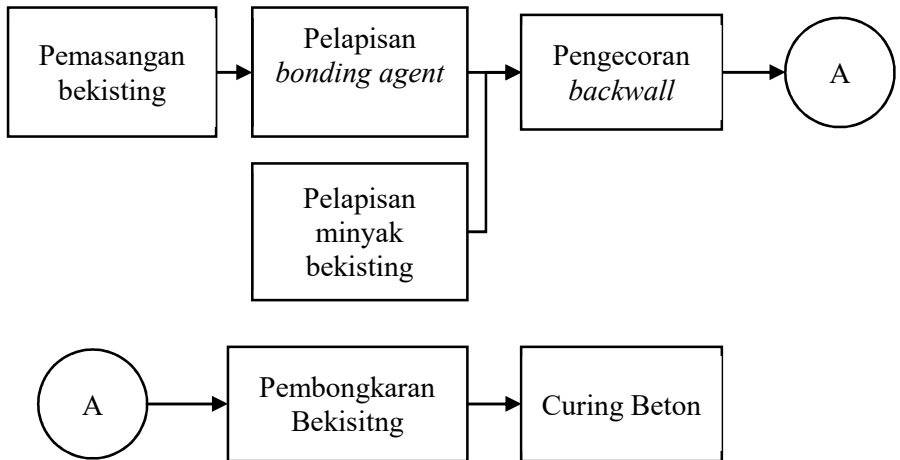 Pemasangan
bekisting
Pelapisan
bonding agent
Pengecoran
backwall
A
Pelapisan
minyak
bekisting
A
Pembongkaran
Bekisitng
Curing Beton